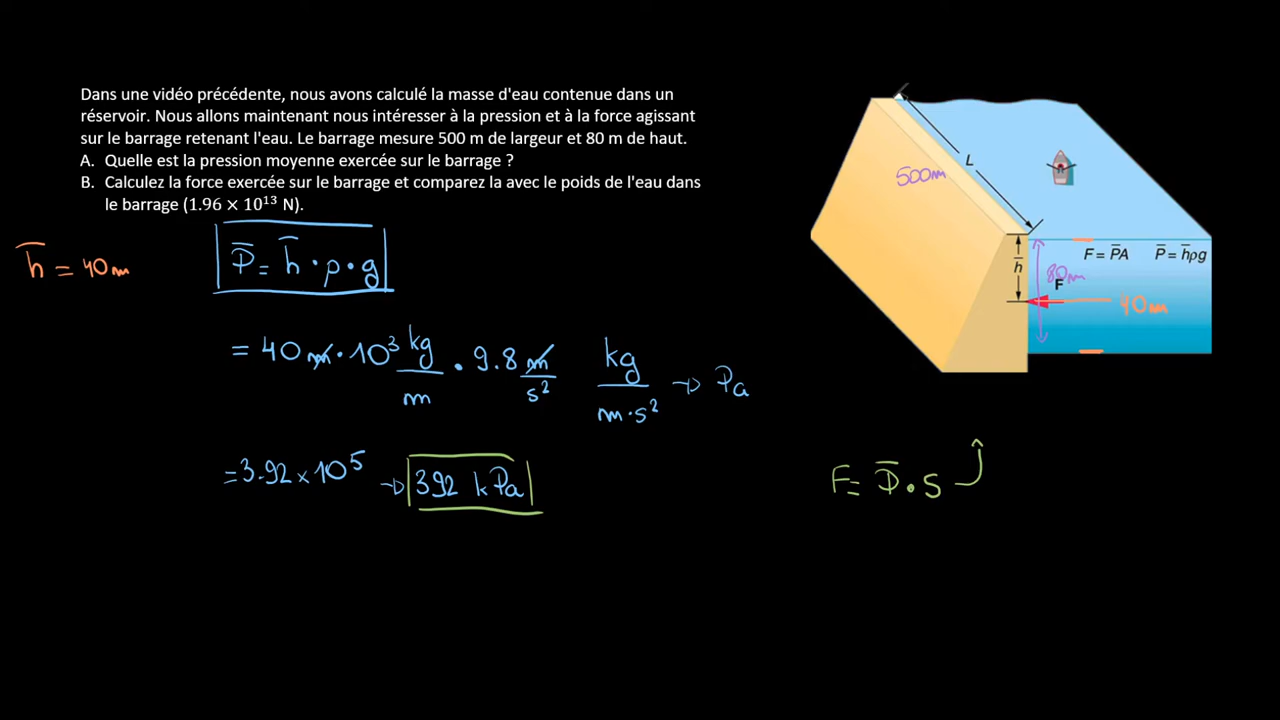 Dans une vidéo précédente, nous avons calculé la masse d'eau contenue dans un
réservoir. Nous allons maintenant nous intéresser à la pression et à la force agissant
sur le barrage retenant l'eau. Le barrage mesure 500 m de largeur et 80 m de haut.
A. Quelle est la pression moyenne exercée sur le barrage ?
B. Calculez la force exercée sur le barrage et comparez la avec le poids de l'eau dans
le barrage (1.96 × 10¹³ N).
h̅ = 40m
P̅ = h̅ · ρ · g
= 40 m · 10³ kg/m · 9.8 m/s² kg/m·s² → Pa
= 3.92 × 10⁵ → 392 kPa
L
500m
h̅
80m
F
F = P̅A P̅ = h̅ρg
40m
F = P̅ · S